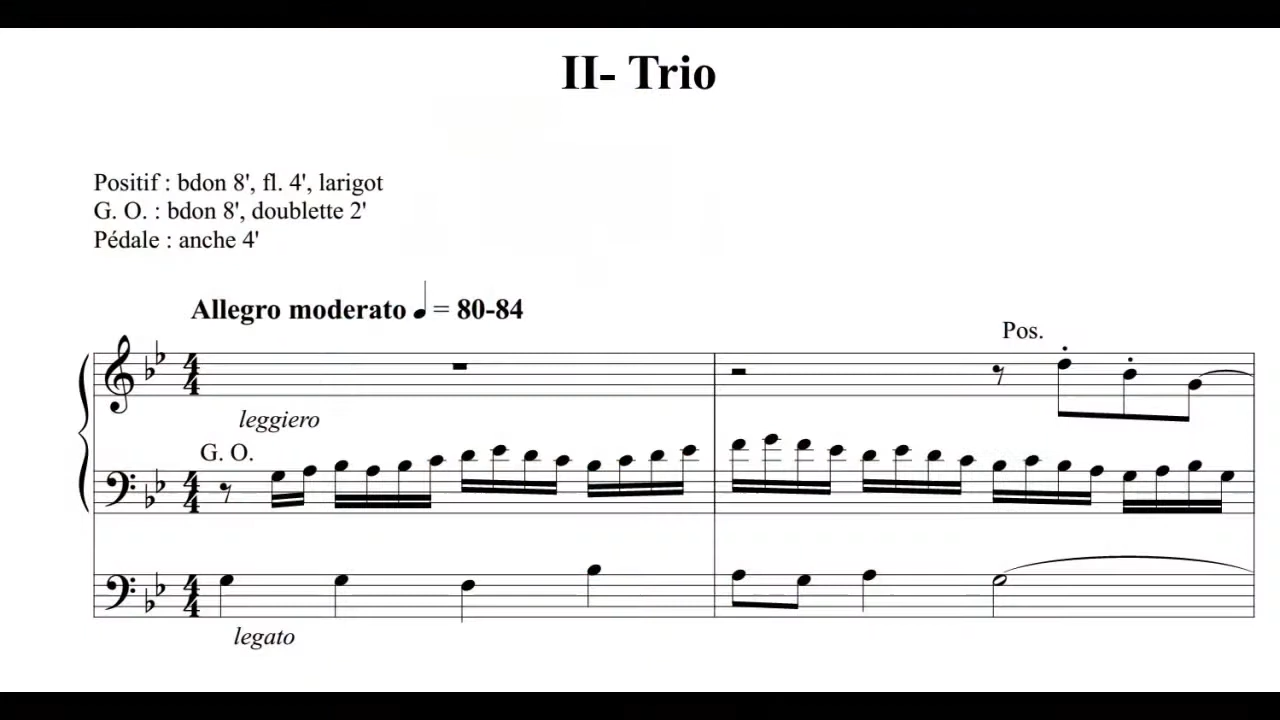 II- Trio
Positif : bdon 8', fl. 4', larigot
G. O. : bdon 8', doublette 2'
Pédale : anche 4'
Allegro moderato ♩ = 80-84
Pos.
leggiero
G. O.
legato